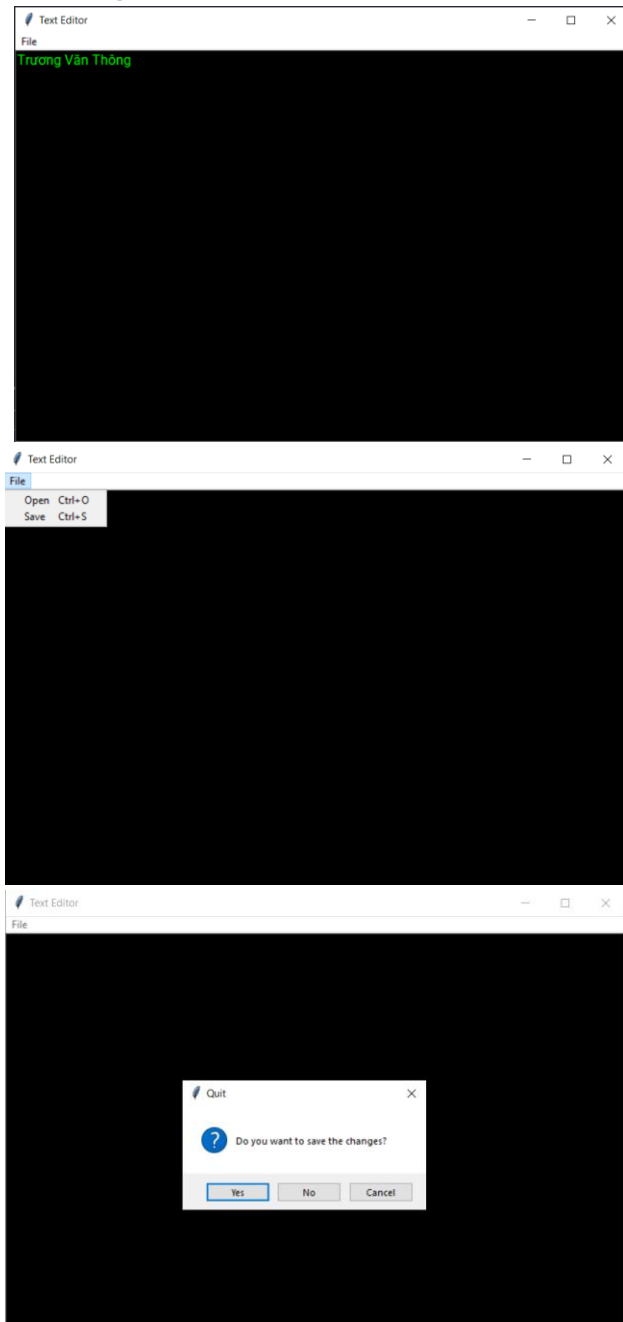 Text Editor
File
Trương Văn Thông
Text Editor
File
Open Ctrl+O
Save Ctrl+S
Text Editor
File
Quit
Do you want to save the changes?
Yes No Cancel